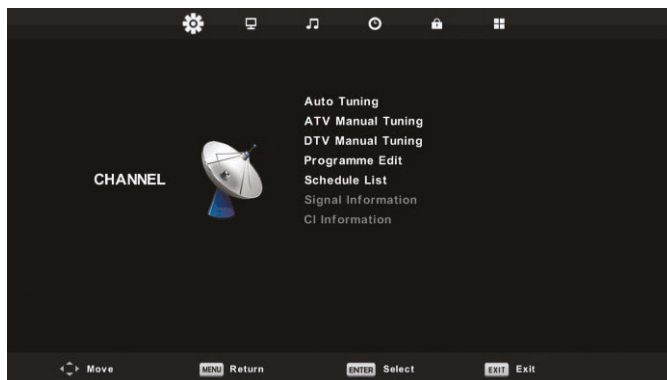 Auto Tuning
ATV Manual Tuning
DTV Manual Tuning
Programme Edit
CHANNEL
Schedule List
Signal Information
CI Information
Move MENU Return ENTER Select EXIT Exit